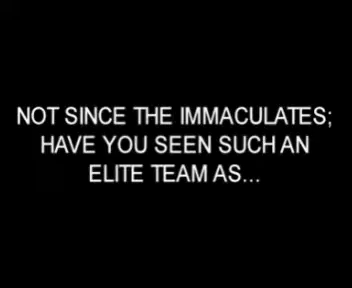 NOT SINCE THE IMMACULATES;
HAVE YOU SEEN SUCH AN
ELITE TEAM AS...